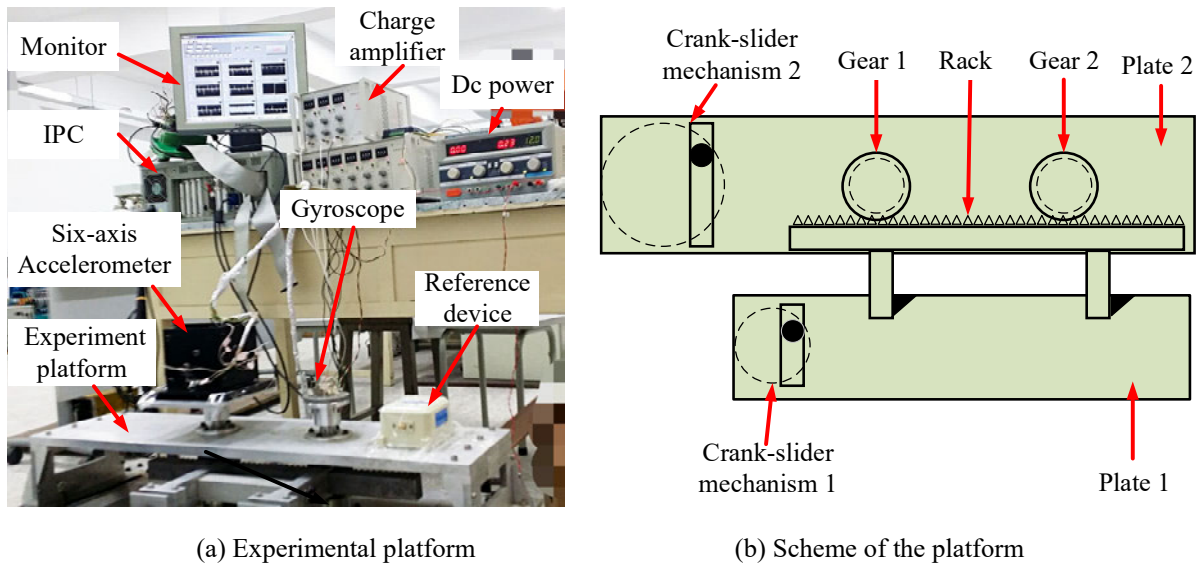 Monitor
Charge
amplifier
Dc power
IPC
Gyroscope
Six-axis
Accelerometer
Reference
device
Experiment
platform
(a) Experimental platform
Crank-slider
mechanism 2
Gear 1
Rack
Gear 2
Plate 2
Crank-slider
mechanism 1
Plate 1
(b) Scheme of the platform